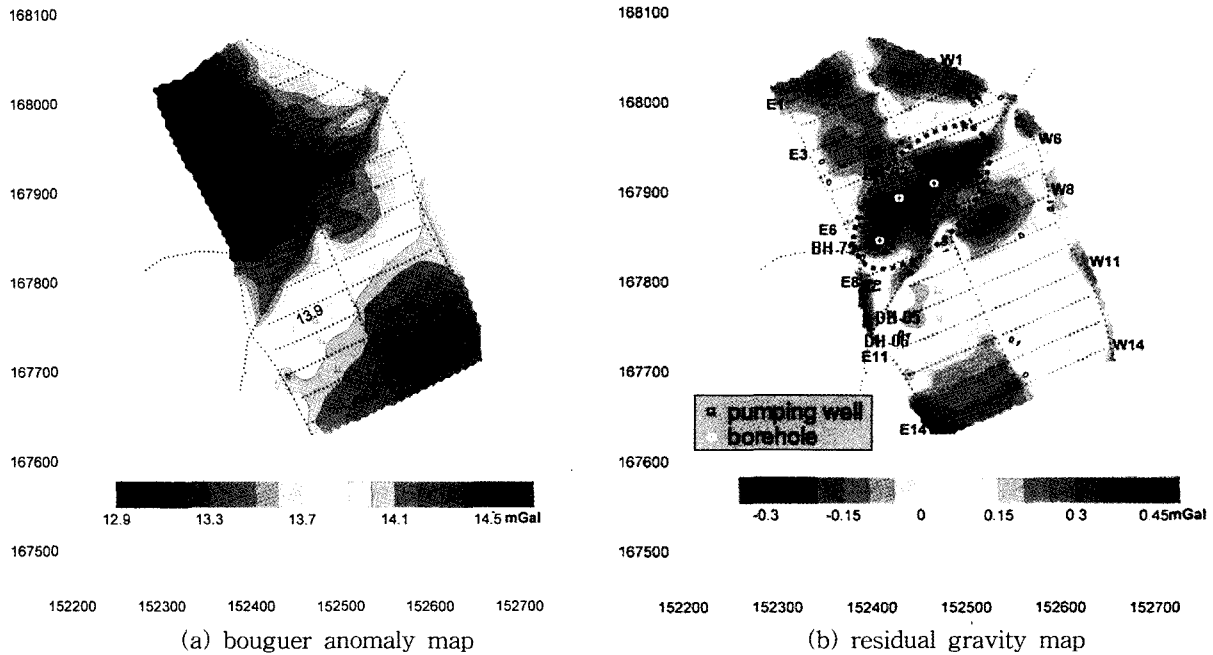 168100
168000
167900
167800
167700
167600
167500
13.9
12.9 13.3 13.7 14.1 14.5 mGal
152200 152300 152400 152500 152600 152700
(a) bouguer anomaly map
168100
168000
167900
167800
167700
167600
167500
W1
E1
W6
E3
W8
E6
BH-75
E8
W11
DH-05
DH-06
E11
W14
E14
pumping well
borehole
-0.3 -0.15 0 0.15 0.3 0.45mGal
152200 152300 152400 152500 152600 152700
(b) residual gravity map